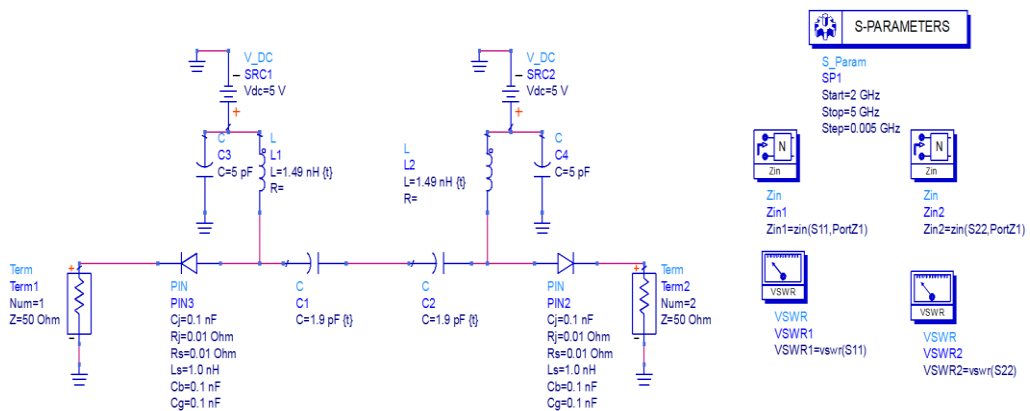 S-PARAMETERS
S_Param
SP1
Start=2 GHz
Stop=5 GHz
Step=0.005 GHz
V_DC
SRC1
Vdc=5 V
V_DC
SRC2
Vdc=5 V
C
C3
C=5 pF
L
L1
L=1.49 nH {t}
R=
L
L2
L=1.49 nH {t}
R=
C
C4
C=5 pF
N
Zin
Zin
Zin1
Zin1=zin(S11,PortZ1)
N
Zin
Zin
Zin2
Zin2=zin(S22,PortZ1)
Term
Term1
Num=1
Z=50 Ohm
PIN
PIN3
Cj=0.1 nF
Rj=0.01 Ohm
Rs=0.01 Ohm
Ls=1.0 nH
Cb=0.1 nF
Cg=0.1 nF
C
C1
C=1.9 pF {t}
C
C2
C=1.9 pF {t}
PIN
PIN2
Cj=0.1 nF
Rj=0.01 Ohm
Rs=0.01 Ohm
Ls=1.0 nH
Cb=0.1 nF
Cg=0.1 nF
Term
Term2
Num=2
Z=50 Ohm
VSWR
VSWR
VSWR1
VSWR1=vswr(S11)
VSWR
VSWR
VSWR2
VSWR2=vswr(S22)